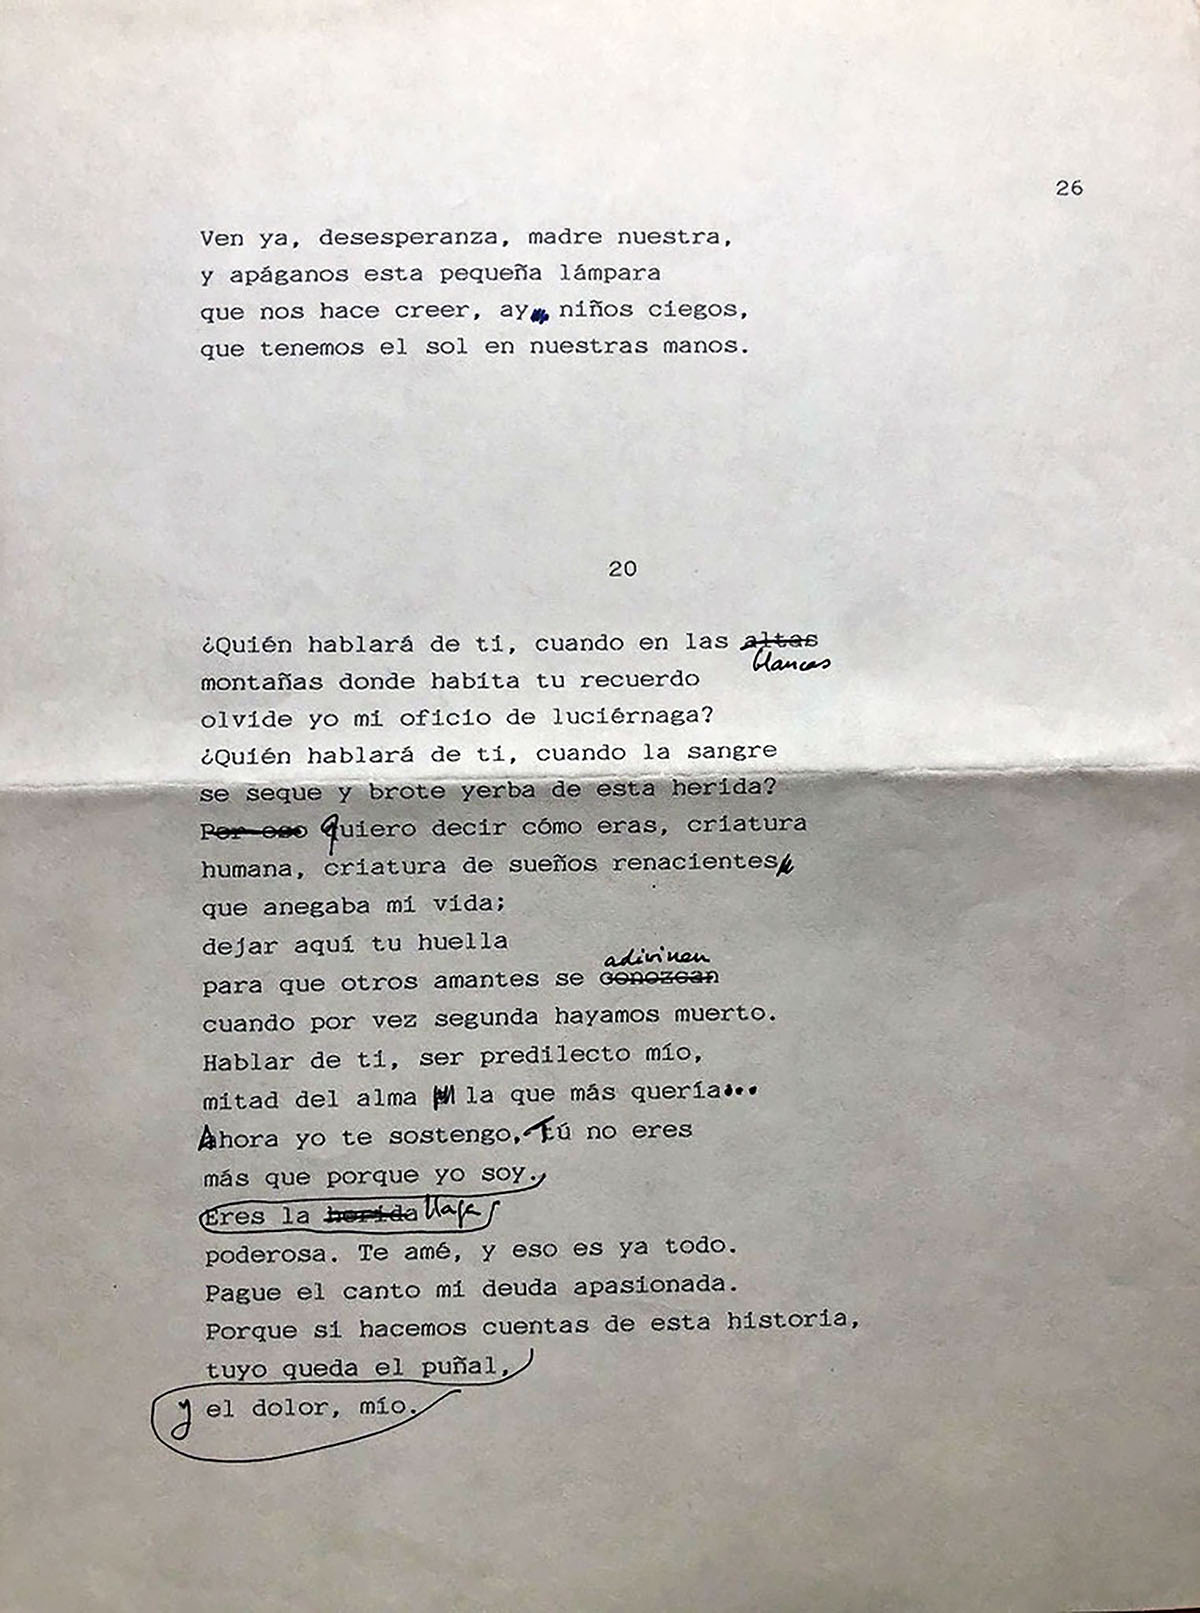 26
Ven ya, desesperanza, madre nuestra,
y apáganos esta pequeña lámpara
que nos hace creer, ay niños ciegos,
que tenemos el sol en nuestras manos.
20
¿Quién hablará de ti, cuando en las altas
blancas
montañas donde habita tu recuerdo
olvide yo mi oficio de luciérnaga?
¿Quién hablará de ti, cuando la sangre
se seque y brote yerba de esta herida?
Por eso Quiero decir cómo eras, criatura
humana, criatura de sueños renacientes
que anegaba mi vida;
dejar aquí tu huella
adivinen
para que otros amantes se conozcan
cuando por vez segunda hayamos muerto.
Hablar de ti, ser predilecto mío,
mitad del alma la que más quería...
Ahora yo te sostengo, Tú no eres
más que porque yo soy.
Eres la herida llaga
poderosa. Te amé, y eso es ya todo.
Pague el canto mi deuda apasionada.
Porque si hacemos cuentas de esta historia,
tuyo queda el puñal,
y el dolor, mío.